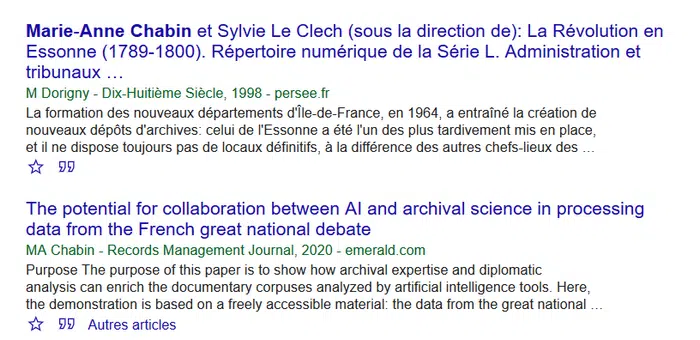 Marie-Anne Chabin et Sylvie Le Clech (sous la direction de): La Révolution en
Essonne (1789-1800). Répertoire numérique de la Série L. Administration et
tribunaux …
M Dorigny - Dix-Huitième Siècle, 1998 - persee.fr
La formation des nouveaux départements d'Île-de-France, en 1964, a entraîné la création de
nouveaux dépôts d'archives: celui de l'Essonne a été l'un des plus tardivement mis en place,
et il ne dispose toujours pas de locaux définitifs, à la différence des autres chefs-lieux des …
The potential for collaboration between AI and archival science in processing
data from the French great national debate
MA Chabin - Records Management Journal, 2020 - emerald.com
Purpose The purpose of this paper is to show how archival expertise and diplomatic
analysis can enrich the documentary corpuses analyzed by artificial intelligence tools. Here,
the demonstration is based on a freely accessible material: the data from the great national …
Autres articles